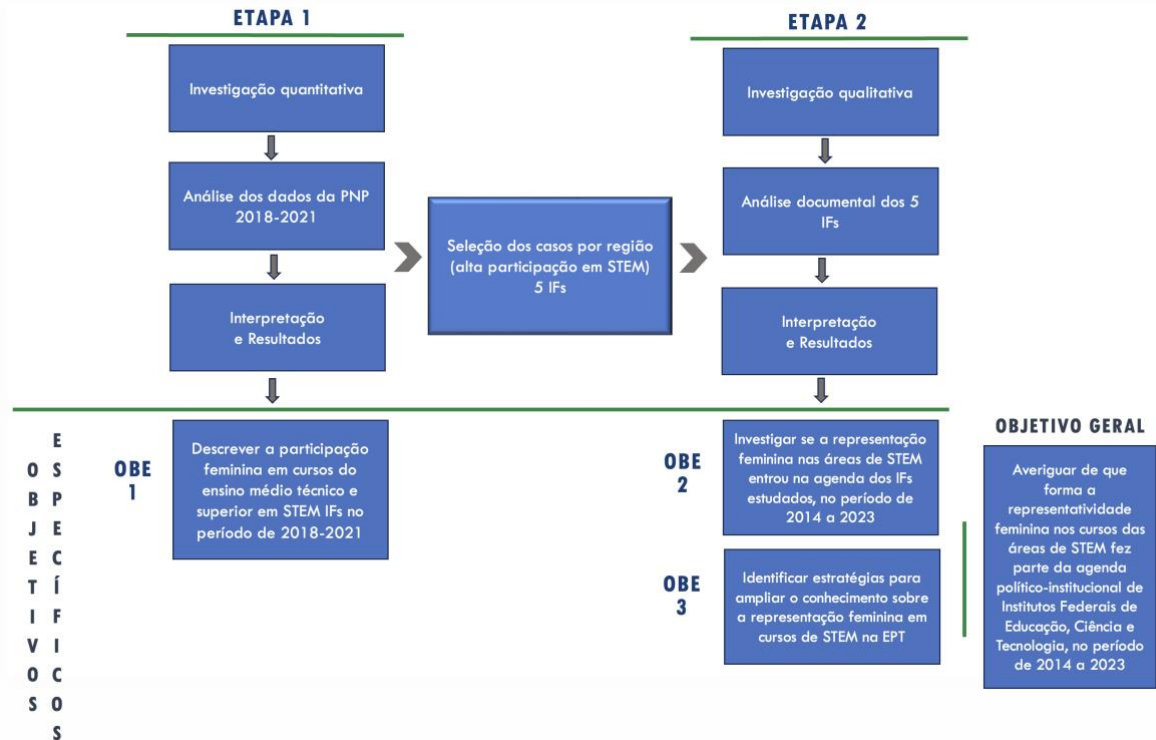 ETAPA 1
Investigação quantitativa
Análise dos dados da PNP
2018-2021
Interpretação
e Resultados
Seleção dos casos por região
(alta participação em STEM)
5 IFs
ETAPA 2
Investigação qualitativa
Análise documental dos 5
IFs
Interpretação
e Resultados
OBJETIVOS
ESPECÍFICOS
OBE
1
Descrever a participação
feminina em cursos do
ensino médio técnico e
superior em STEM IFs no
período de 2018-2021
OBE
2
Investigar se a representação
feminina nas áreas de STEM
entrou na agenda dos IFs
estudados, no período de
2014 a 2023
OBE
3
Identificar estratégias para
ampliar o conhecimento sobre
a representação feminina em
cursos de STEM na EPT
OBJETIVO GERAL
Averiguar de que
forma a
representatividade
feminina nos cursos das
áreas de STEM fez
parte da agenda
político-institucional de
Institutos Federais de
Educação, Ciência e
Tecnologia, no período
de 2014 a 2023